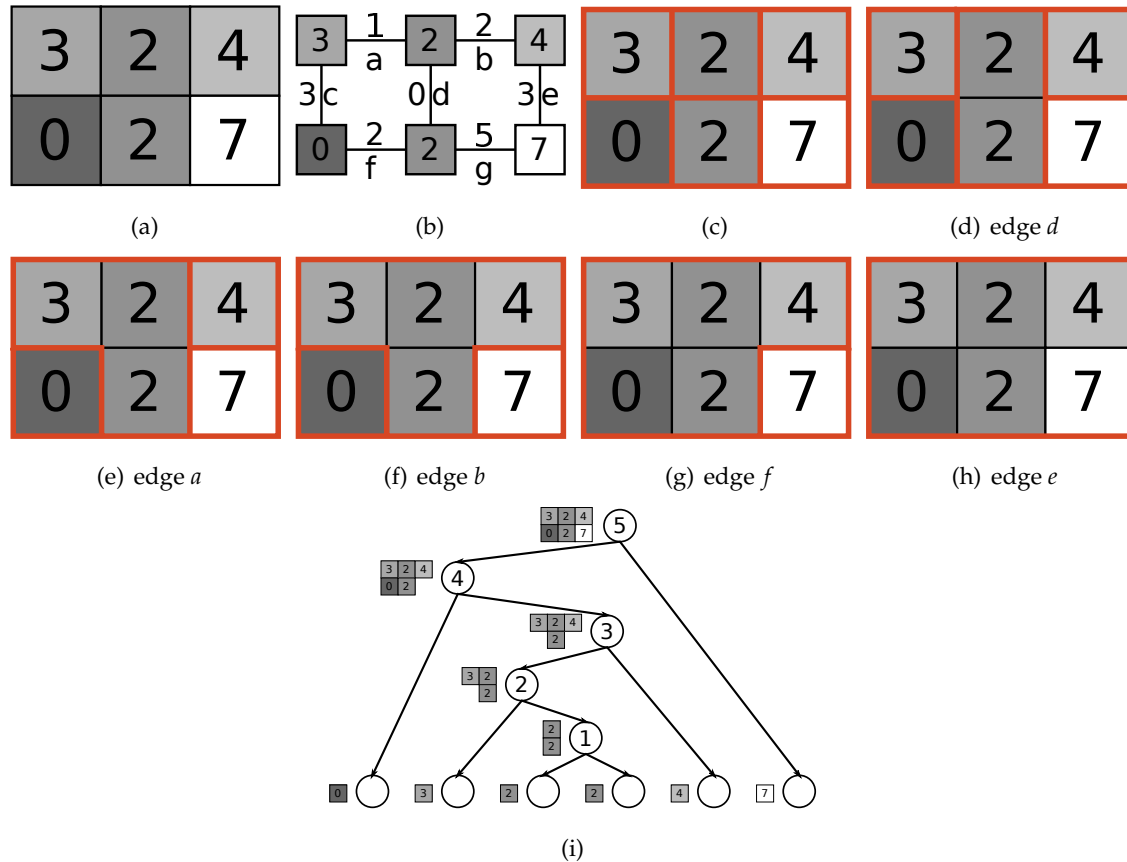 3 2 4
0 2 7
(a)
3 1 a 2 2 b 4
3 c 0 d 3 e
0 2 f 2 5 g 7
(b)
3 2 4
0 2 7
(c)
3 2 4
0 2 7
(d) edge d
3 2 4
0 2 7
(e) edge a
3 2 4
0 2 7
(f) edge b
3 2 4
0 2 7
(g) edge f
3 2 4
0 2 7
(h) edge e
3 2 4
0 2 7
5
3 2 4
0 2
4
3 2 4
2
3
3 2
2
2
2
2
1
0 3 2 2 4 7
(i)